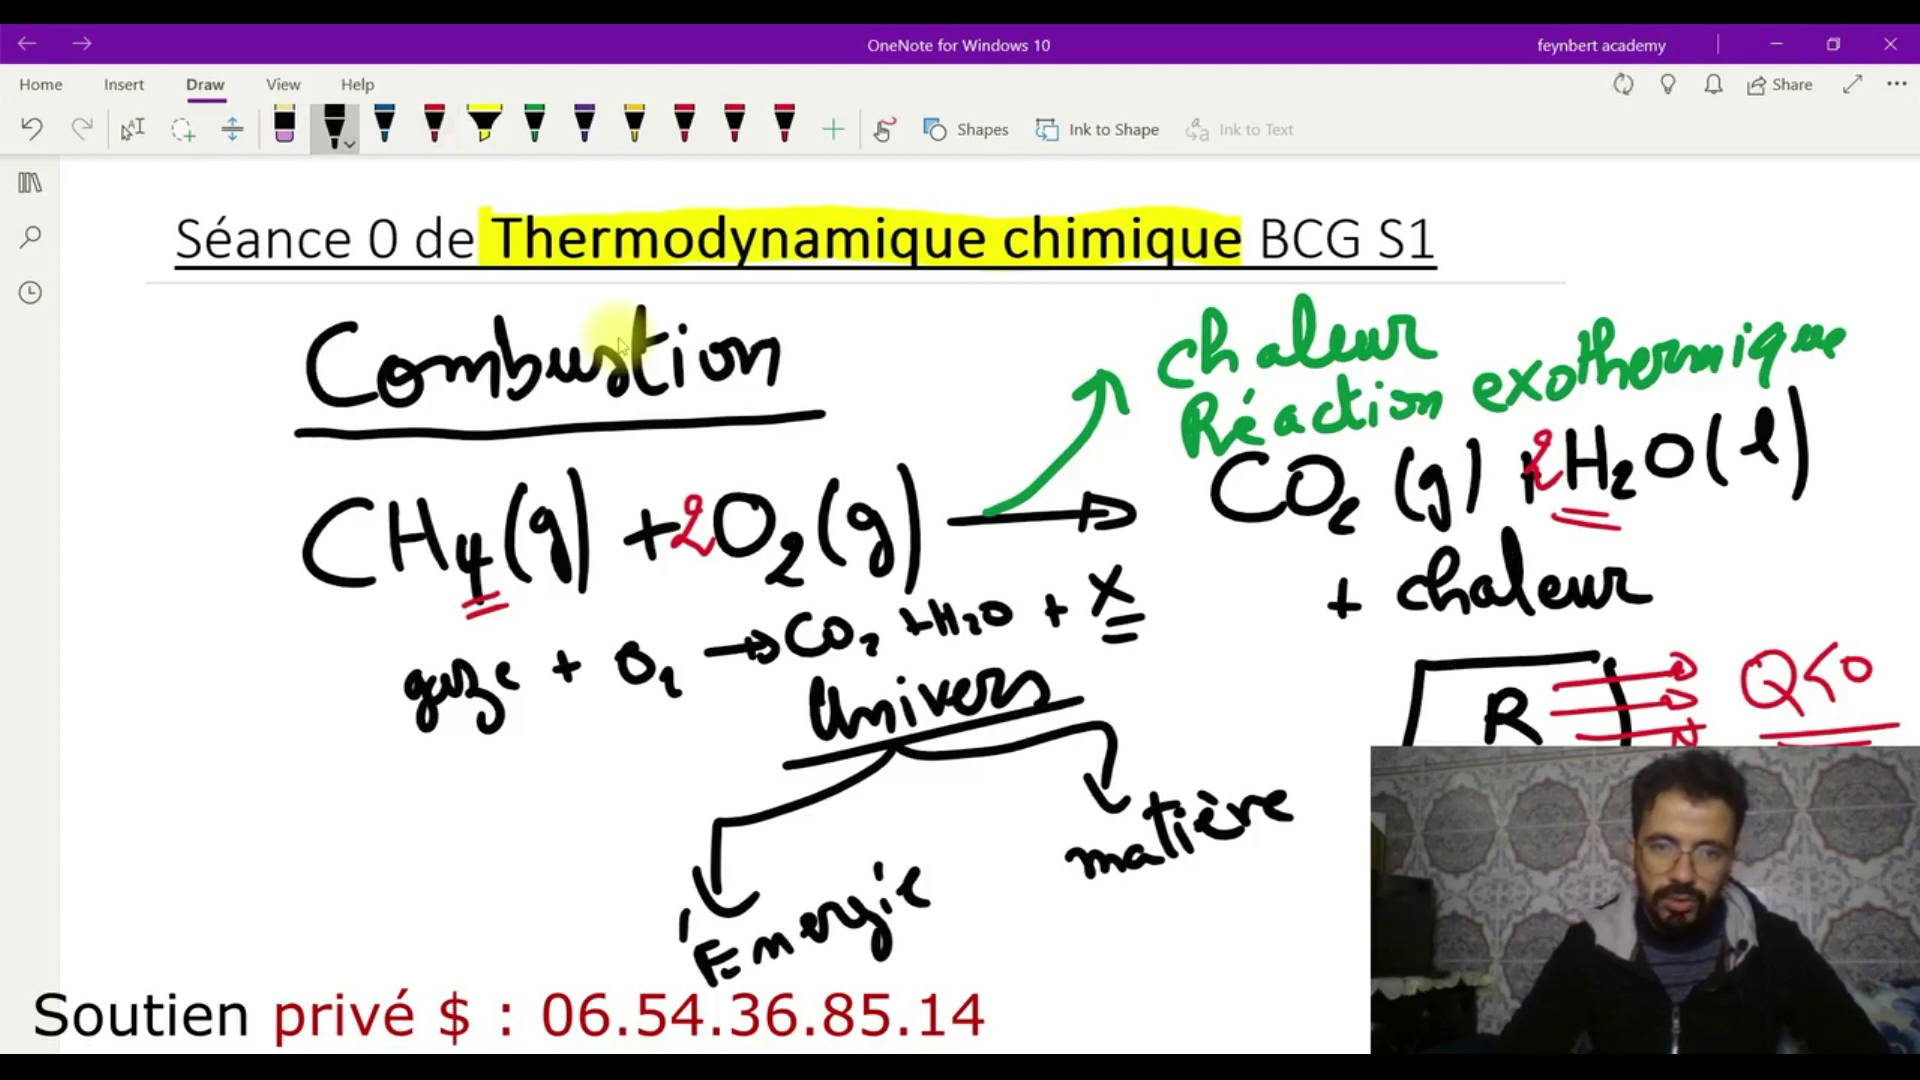 OneNote for Windows 10
feynbert academy
Home Insert Draw View Help
Share
Shapes Ink to Shape Ink to Text
Séance 0 de Thermodynamique chimique BCG S1
Combustion
chaleur
Réaction exothermique
CH₄(g) + 2O₂(g) → CO₂(g) + 2H₂O(l)
+ chaleur
gaze + O₂ → CO₂ + H₂O + X
Univers
R
Q<0
matière
Énergie
Soutien privé $ : 06.54.36.85.14